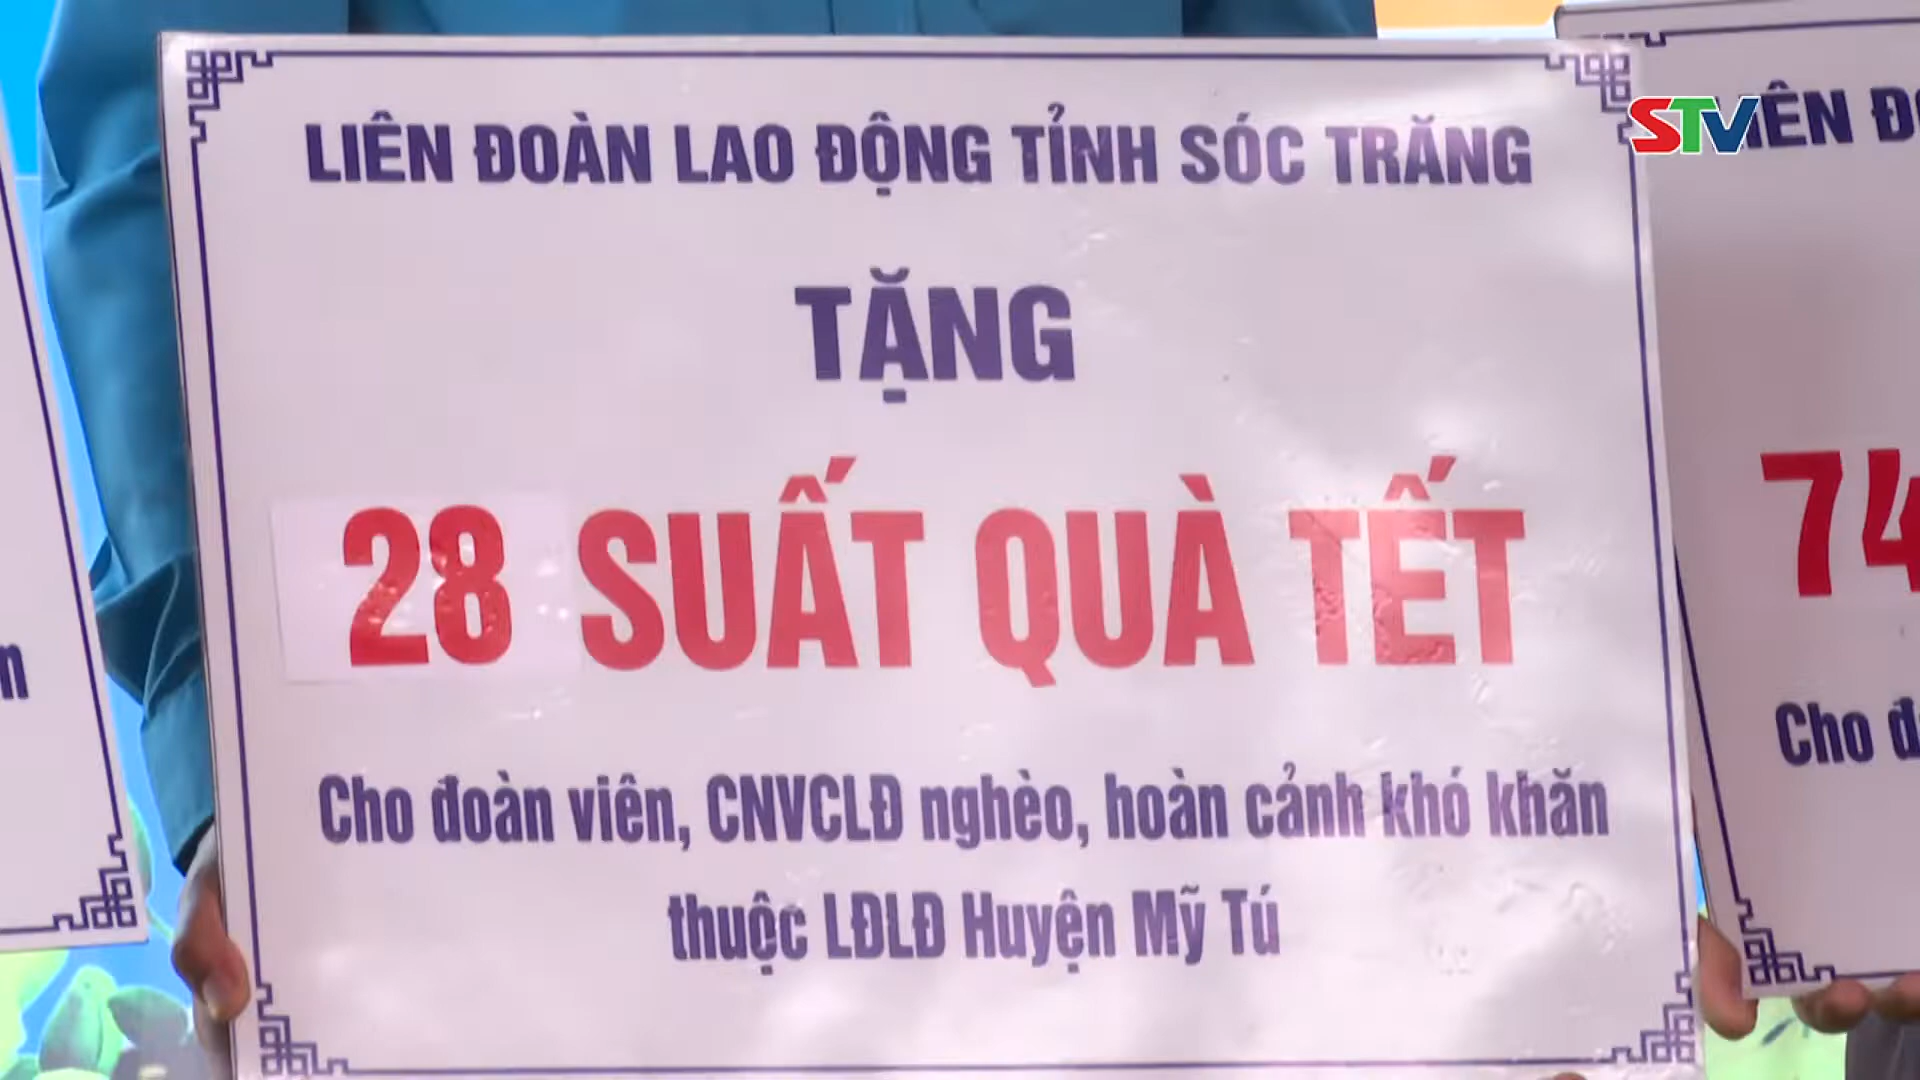 LIÊN ĐOÀN LAO ĐỘNG TỈNH SÓC TRĂNG
TẶNG
28 SUẤT QUÀ TẾT
Cho đoàn viên, CNVCLĐ nghèo, hoàn cảnh khó khăn
thuộc LĐLĐ Huyện Mỹ Tú
STV
74
Cho